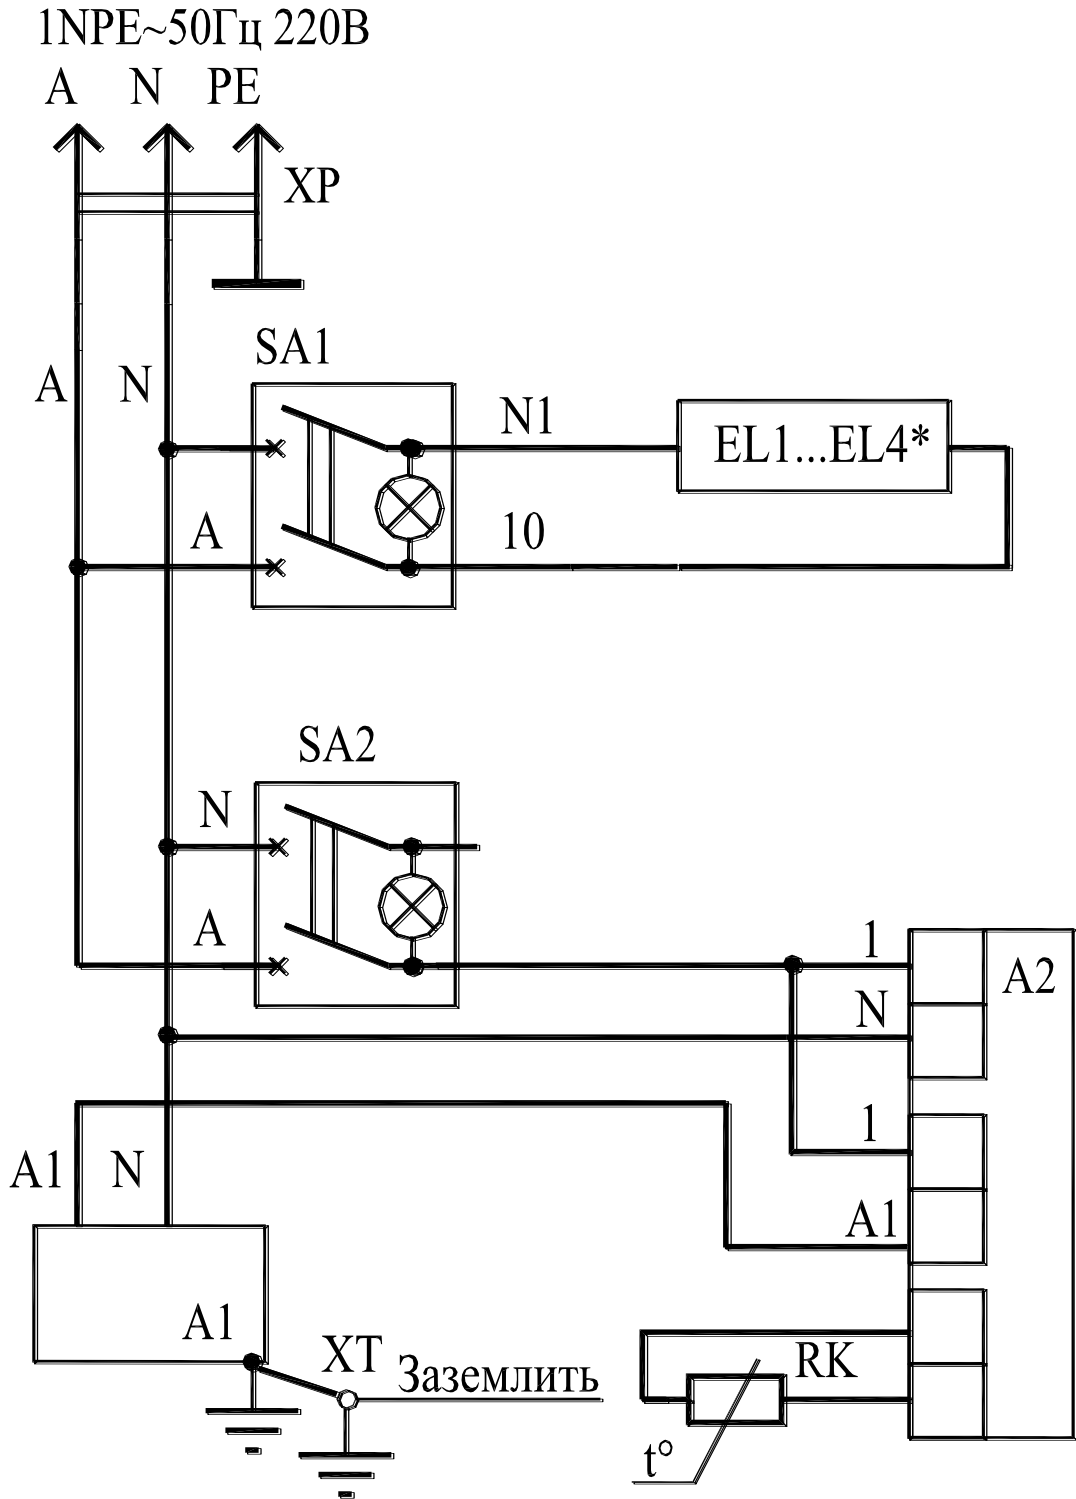 1NPE~50Гц 220В
A N PE
XP
SA1
A N
N1
EL1...EL4*
A
10
SA2
N
A
1
A2
N
1
A1 N
A1
A1
XT
Заземлить
RK
t°